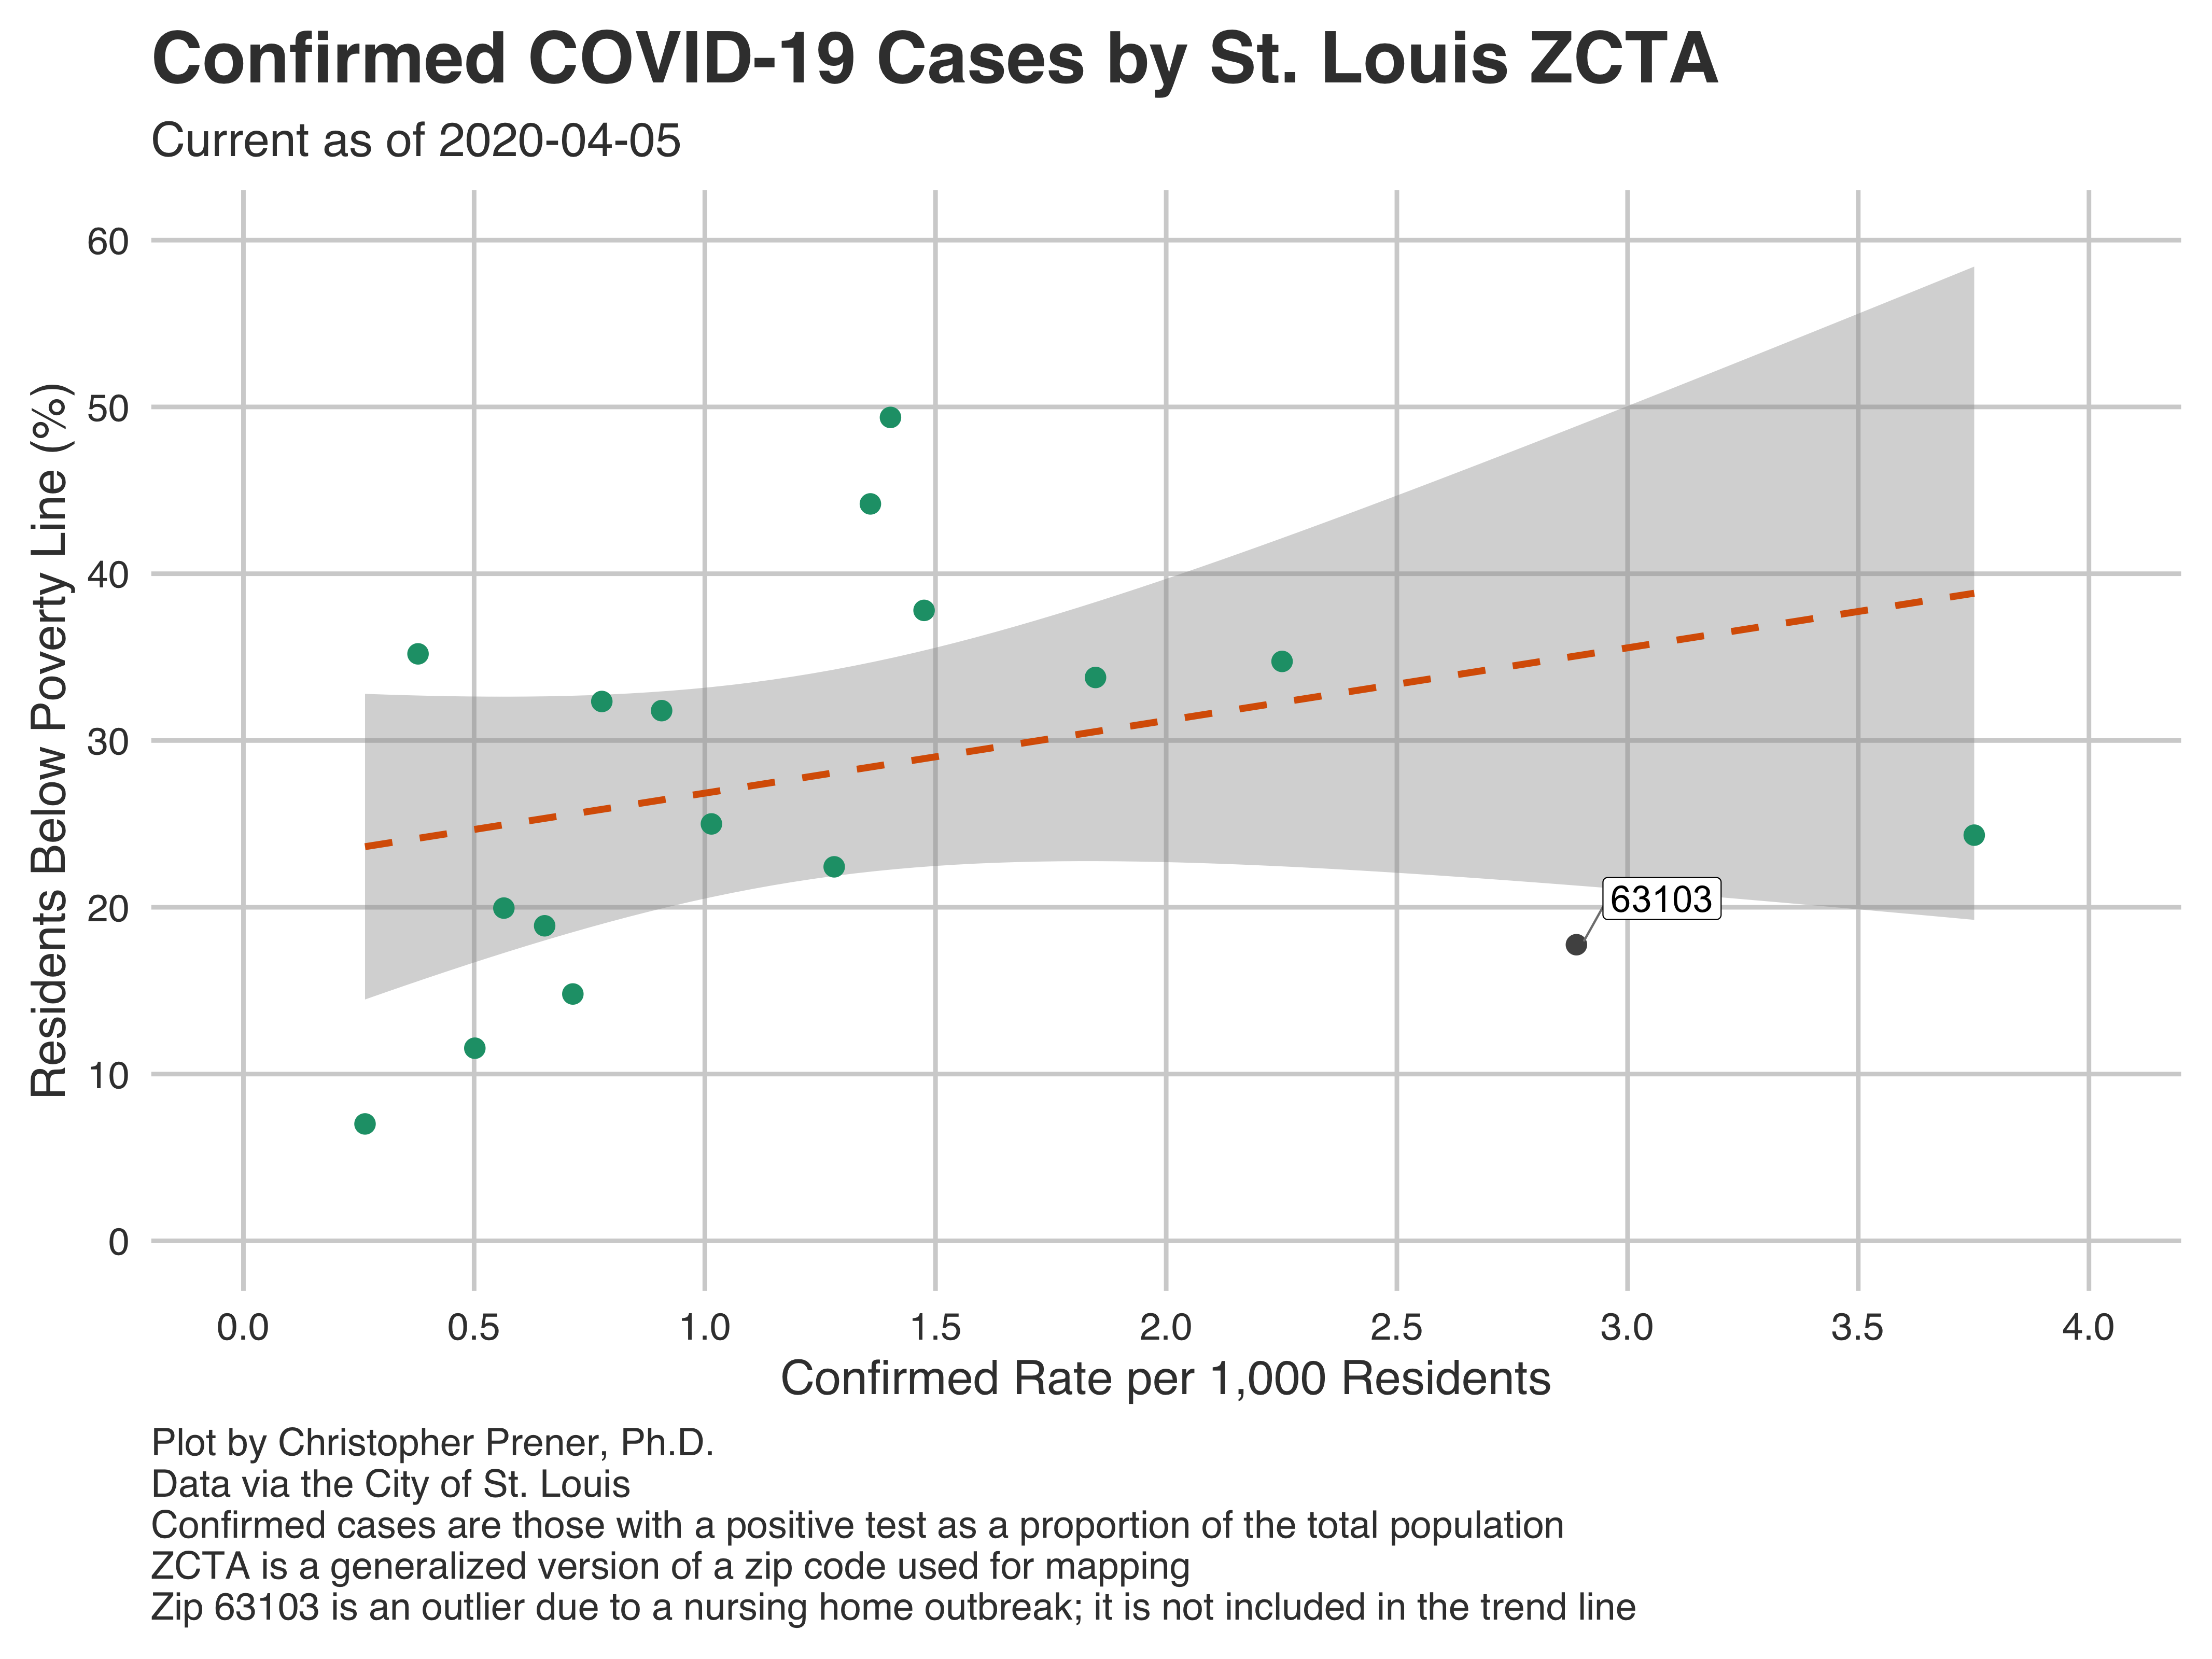 Confirmed COVID-19 Cases by St. Louis ZCTA
Current as of 2020-04-05
Residents Below Poverty Line (%)
60
50
40
30
20
10
0
63103
0.0 0.5 1.0 1.5 2.0 2.5 3.0 3.5 4.0
Confirmed Rate per 1,000 Residents
Plot by Christopher Prener, Ph.D.
Data via the City of St. Louis
Confirmed cases are those with a positive test as a proportion of the total population
ZCTA is a generalized version of a zip code used for mapping
Zip 63103 is an outlier due to a nursing home outbreak; it is not included in the trend line